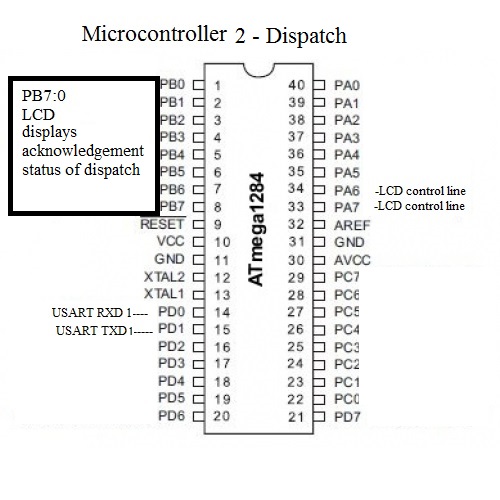 Microcontroller 2 - Dispatch
PB7:0
LCD
displays
acknowledgement
status of dispatch
PB0 1 40 PA0
PB1 2 39 PA1
PB2 3 38 PA2
PB3 4 37 PA3
PB4 5 36 PA4
PB5 6 35 PA5
PB6 7 34 PA6 -LCD control line
PB7 8 33 PA7 -LCD control line
RESET 9 32 AREF
VCC 10 31 GND
GND 11 30 AVCC
XTAL2 12 29 PC7
XTAL1 13 28 PC6
USART RXD 1---- PD0 14 27 PC5
USART TXD1----- PD1 15 26 PC4
PD2 16 25 PC3
PD3 17 24 PC2
PD4 18 23 PC1
PD5 19 22 PC0
PD6 20 21 PD7
ATmega1284